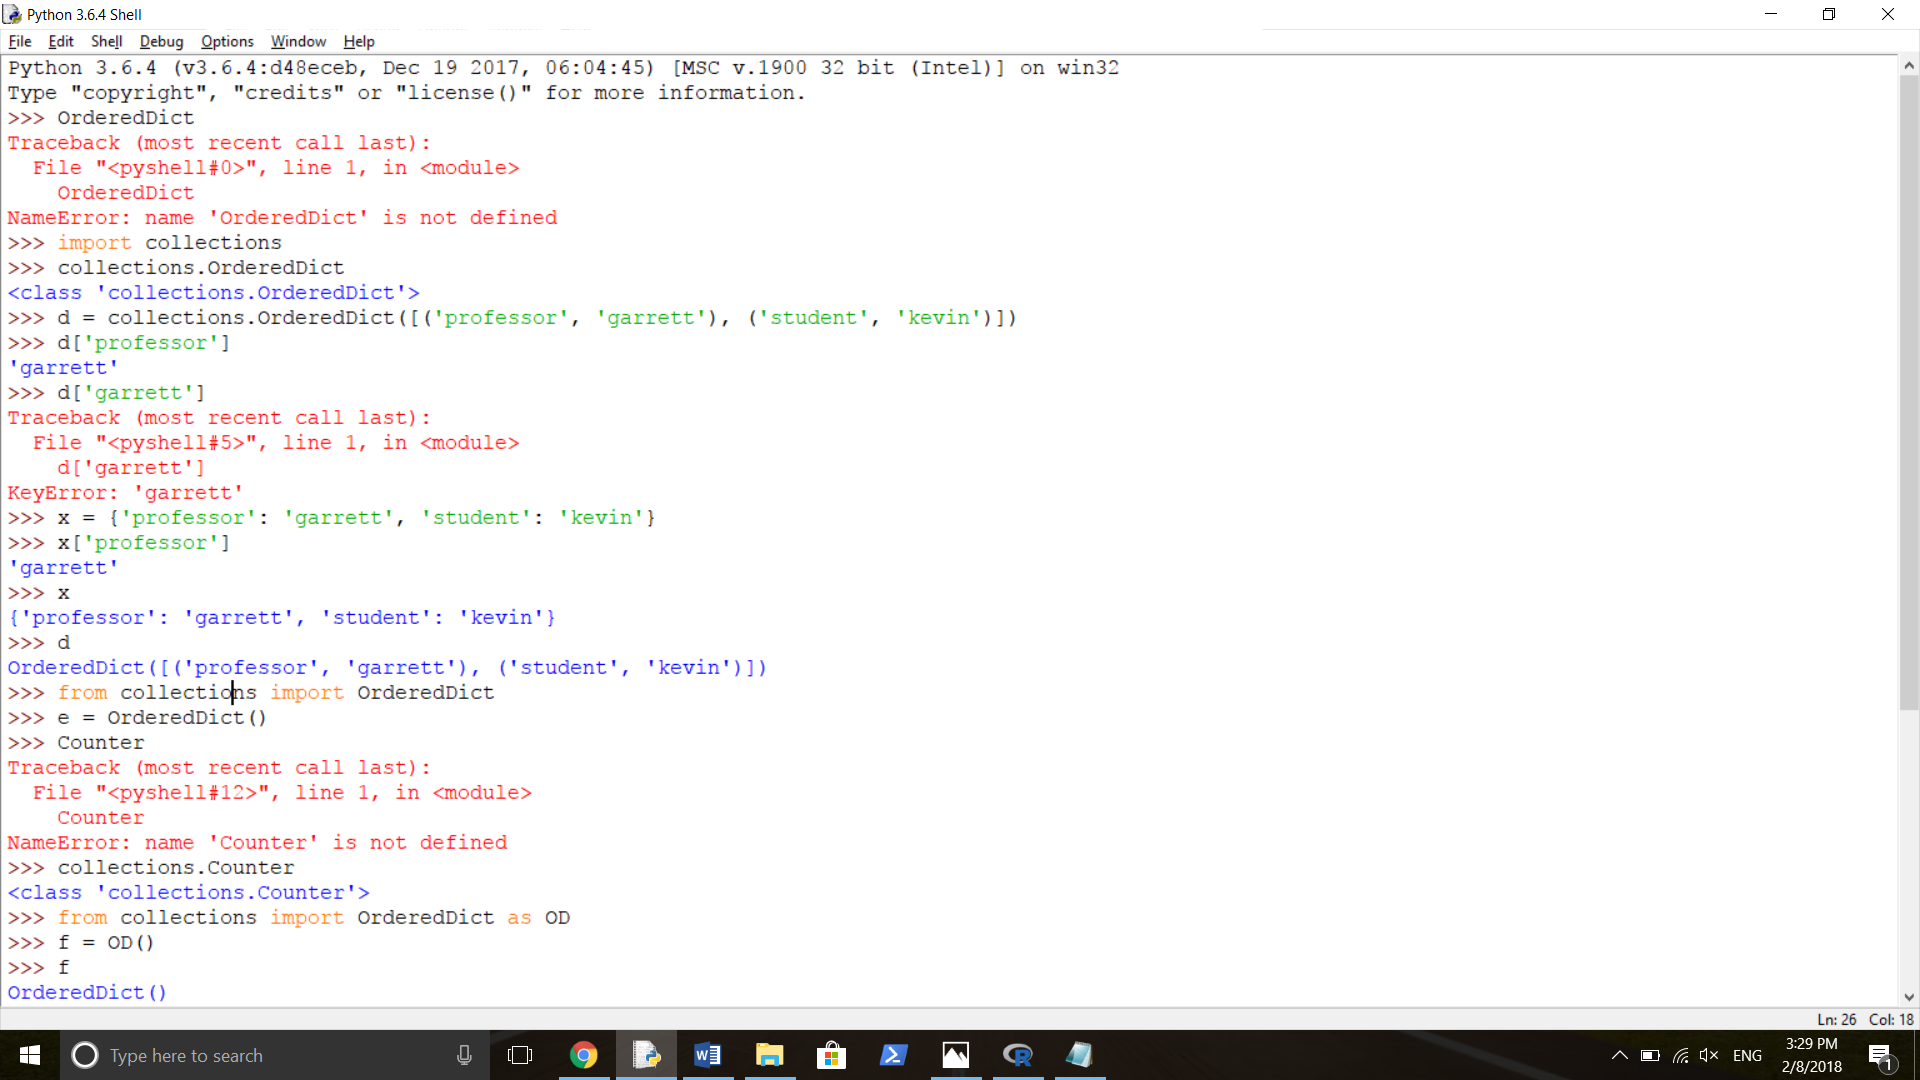 Python 3.6.4 Shell
File Edit Shell Debug Options Window Help
Python 3.6.4 (v3.6.4:d48eceb, Dec 19 2017, 06:04:45) [MSC v.1900 32 bit (Intel)] on win32
Type "copyright", "credits" or "license()" for more information.
>>> OrderedDict
Traceback (most recent call last):
  File "<pyshell#0>", line 1, in <module>
    OrderedDict
NameError: name 'OrderedDict' is not defined
>>> import collections
>>> collections.OrderedDict
<class 'collections.OrderedDict'>
>>> d = collections.OrderedDict([('professor', 'garrett'), ('student', 'kevin')])
>>> d['professor']
'garrett'
>>> d['garrett']
Traceback (most recent call last):
  File "<pyshell#5>", line 1, in <module>
    d['garrett']
KeyError: 'garrett'
>>> x = {'professor': 'garrett', 'student': 'kevin'}
>>> x['professor']
'garrett'
>>> x
{'professor': 'garrett', 'student': 'kevin'}
>>> d
OrderedDict([('professor', 'garrett'), ('student', 'kevin')])
>>> from collections import OrderedDict
>>> e = OrderedDict()
>>> Counter
Traceback (most recent call last):
  File "<pyshell#12>", line 1, in <module>
    Counter
NameError: name 'Counter' is not defined
>>> collections.Counter
<class 'collections.Counter'>
>>> from collections import OrderedDict as OD
>>> f = OD()
>>> f
OrderedDict()
Ln: 26 Col: 18
Type here to search
ENG
3:29 PM
2/8/2018
1